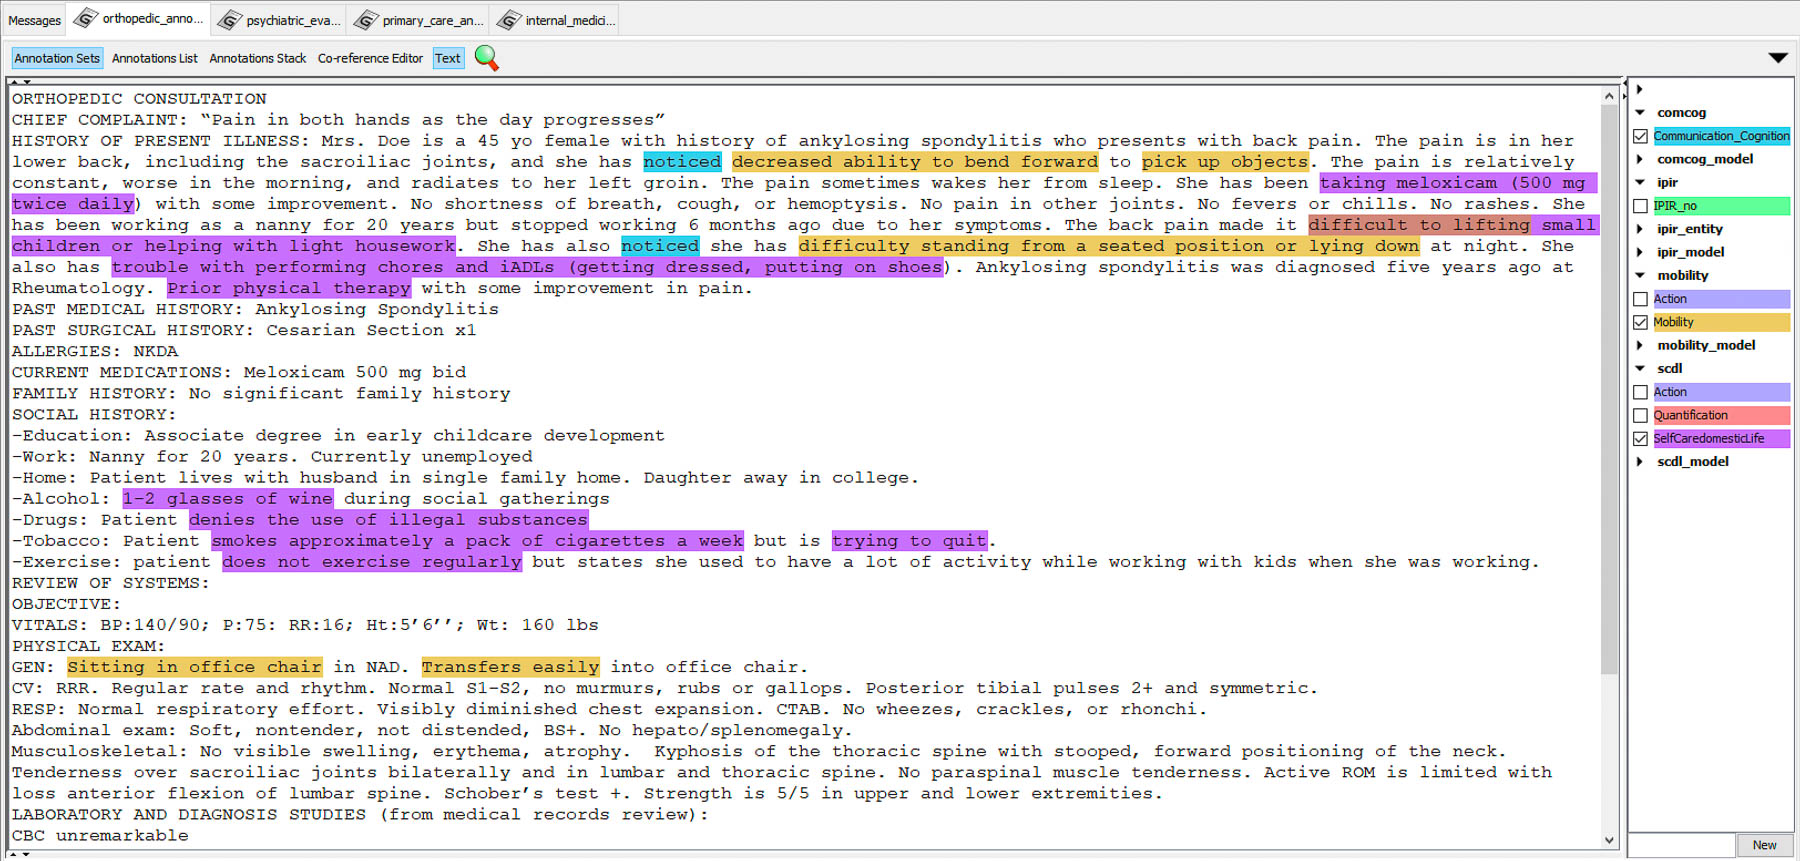 Messages orthopedic_anno... psychiatric_eva... primary_care_an... internal_medici...
Annotation Sets Annotations List Annotations Stack Co-reference Editor Text
ORTHOPEDIC CONSULTATION
CHIEF COMPLAINT: “Pain in both hands as the day progresses”
HISTORY OF PRESENT ILLNESS: Mrs. Doe is a 45 yo female with history of ankylosing spondylitis who presents with back pain. The pain is in her
lower back, including the sacroiliac joints, and she has noticed decreased ability to bend forward to pick up objects. The pain is relatively
constant, worse in the morning, and radiates to her left groin. The pain sometimes wakes her from sleep. She has been taking meloxicam (500 mg
twice daily) with some improvement. No shortness of breath, cough, or hemoptysis. No pain in other joints. No fevers or chills. No rashes. She
has been working as a nanny for 20 years but stopped working 6 months ago due to her symptoms. The back pain made it difficult to lifting small
children or helping with light housework. She has also noticed she has difficulty standing from a seated position or lying down at night. She
also has trouble with performing chores and iADLs (getting dressed, putting on shoes). Ankylosing spondylitis was diagnosed five years ago at
Rheumatology. Prior physical therapy with some improvement in pain.
PAST MEDICAL HISTORY: Ankylosing Spondylitis
PAST SURGICAL HISTORY: Cesarian Section x1
ALLERGIES: NKDA
CURRENT MEDICATIONS: Meloxicam 500 mg bid
FAMILY HISTORY: No significant family history
SOCIAL HISTORY:
-Education: Associate degree in early childcare development
-Work: Nanny for 20 years. Currently unemployed
-Home: Patient lives with husband in single family home. Daughter away in college.
-Alcohol: 1-2 glasses of wine during social gatherings
-Drugs: Patient denies the use of illegal substances
-Tobacco: Patient smokes approximately a pack of cigarettes a week but is trying to quit.
-Exercise: patient does not exercise regularly but states she used to have a lot of activity while working with kids when she was working.
REVIEW OF SYSTEMS:
OBJECTIVE:
VITALS: BP:140/90; P:75: RR:16; Ht:5’6’’; Wt: 160 lbs
PHYSICAL EXAM:
GEN: Sitting in office chair in NAD. Transfers easily into office chair.
CV: RRR. Regular rate and rhythm. Normal S1-S2, no murmurs, rubs or gallops. Posterior tibial pulses 2+ and symmetric.
RESP: Normal respiratory effort. Visibly diminished chest expansion. CTAB. No wheezes, crackles, or rhonchi.
Abdominal exam: Soft, nontender, not distended, BS+. No hepato/splenomegaly.
Musculoskeletal: No visible swelling, erythema, atrophy.  Kyphosis of the thoracic spine with stooped, forward positioning of the neck.
Tenderness over sacroiliac joints bilaterally and in lumbar and thoracic spine. No paraspinal muscle tenderness. Active ROM is limited with
loss anterior flexion of lumbar spine. Schober’s test +. Strength is 5/5 in upper and lower extremities.
LABORATORY AND DIAGNOSIS STUDIES (from medical records review):
CBC unremarkable
comcog
Communication_Cognition
comcog_model
ipir
IPIR_no
ipir_entity
ipir_model
mobility
Action
Mobility
mobility_model
scdl
Action
Quantification
SelfCaredomesticLife
scdl_model
New